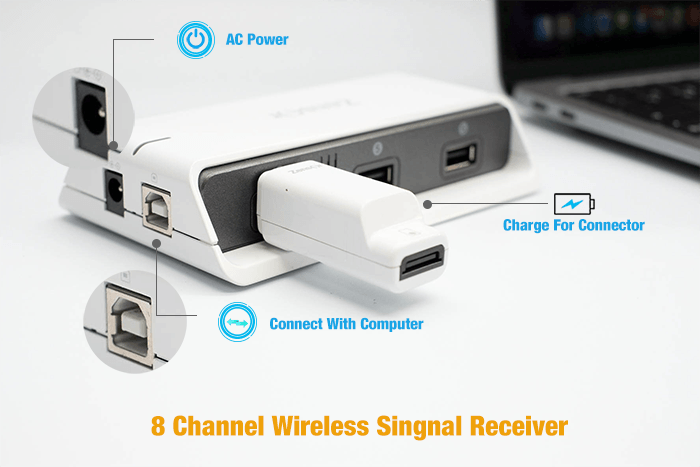 AC Power
Charge For Connector
Connect With Computer
8 Channel Wireless Singnal Receiver